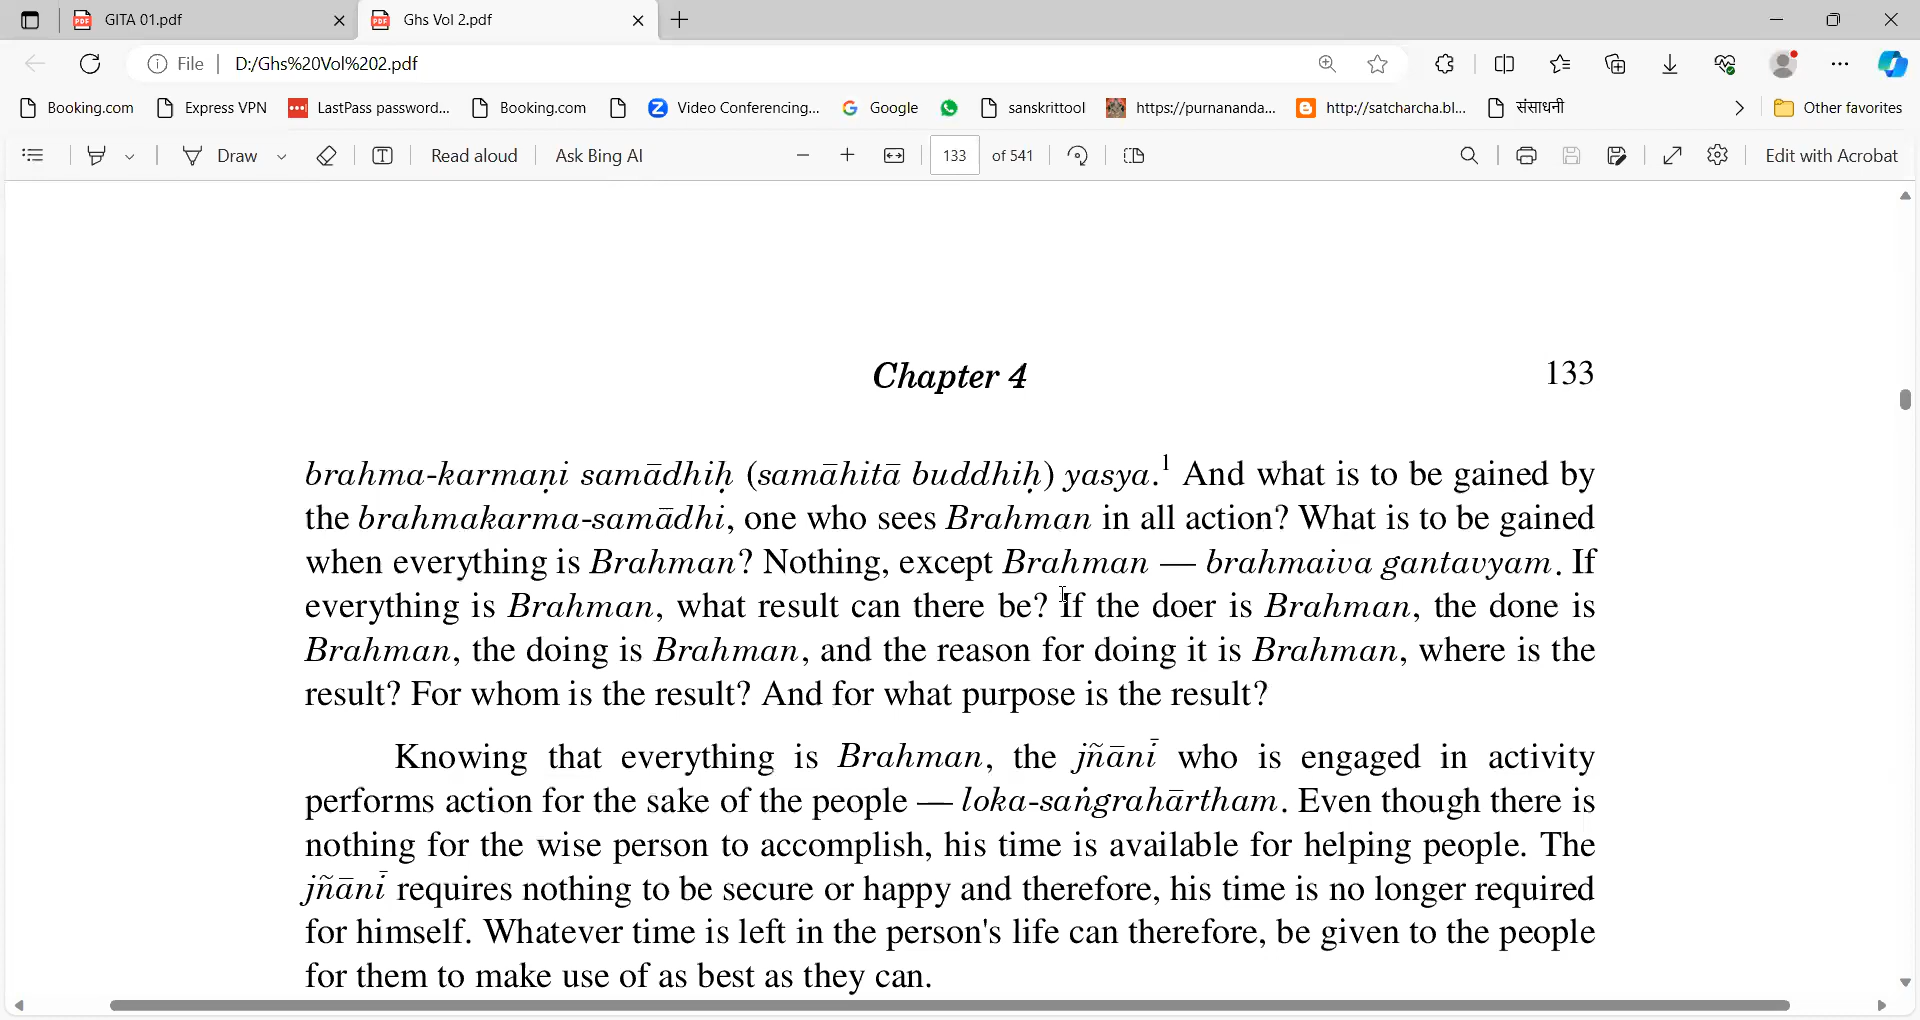 GITA 01.pdf
Ghs Vol 2.pdf
File | D:/Ghs%20Vol%202.pdf
Booking.com Express VPN LastPass password... Booking.com Video Conferencing... Google sanskrittool https://purnananda... http://satcharcha.bl... संसाधनी Other favorites
Draw Read aloud Ask Bing AI 133 of 541 Edit with Acrobat
Chapter 4 133
brahma-karmaṇi samādhiḥ (samāhitā buddhiḥ) yasya.¹ And what is to be gained by
the brahmakarma-samādhi, one who sees Brahman in all action? What is to be gained
when everything is Brahman? Nothing, except Brahman — brahmaiva gantavyam. If
everything is Brahman, what result can there be? If the doer is Brahman, the done is
Brahman, the doing is Brahman, and the reason for doing it is Brahman, where is the
result? For whom is the result? And for what purpose is the result?
Knowing that everything is Brahman, the jñānī who is engaged in activity
performs action for the sake of the people — loka-saṅgrahārtham. Even though there is
nothing for the wise person to accomplish, his time is available for helping people. The
jñānī requires nothing to be secure or happy and therefore, his time is no longer required
for himself. Whatever time is left in the person's life can therefore, be given to the people
for them to make use of as best as they can.